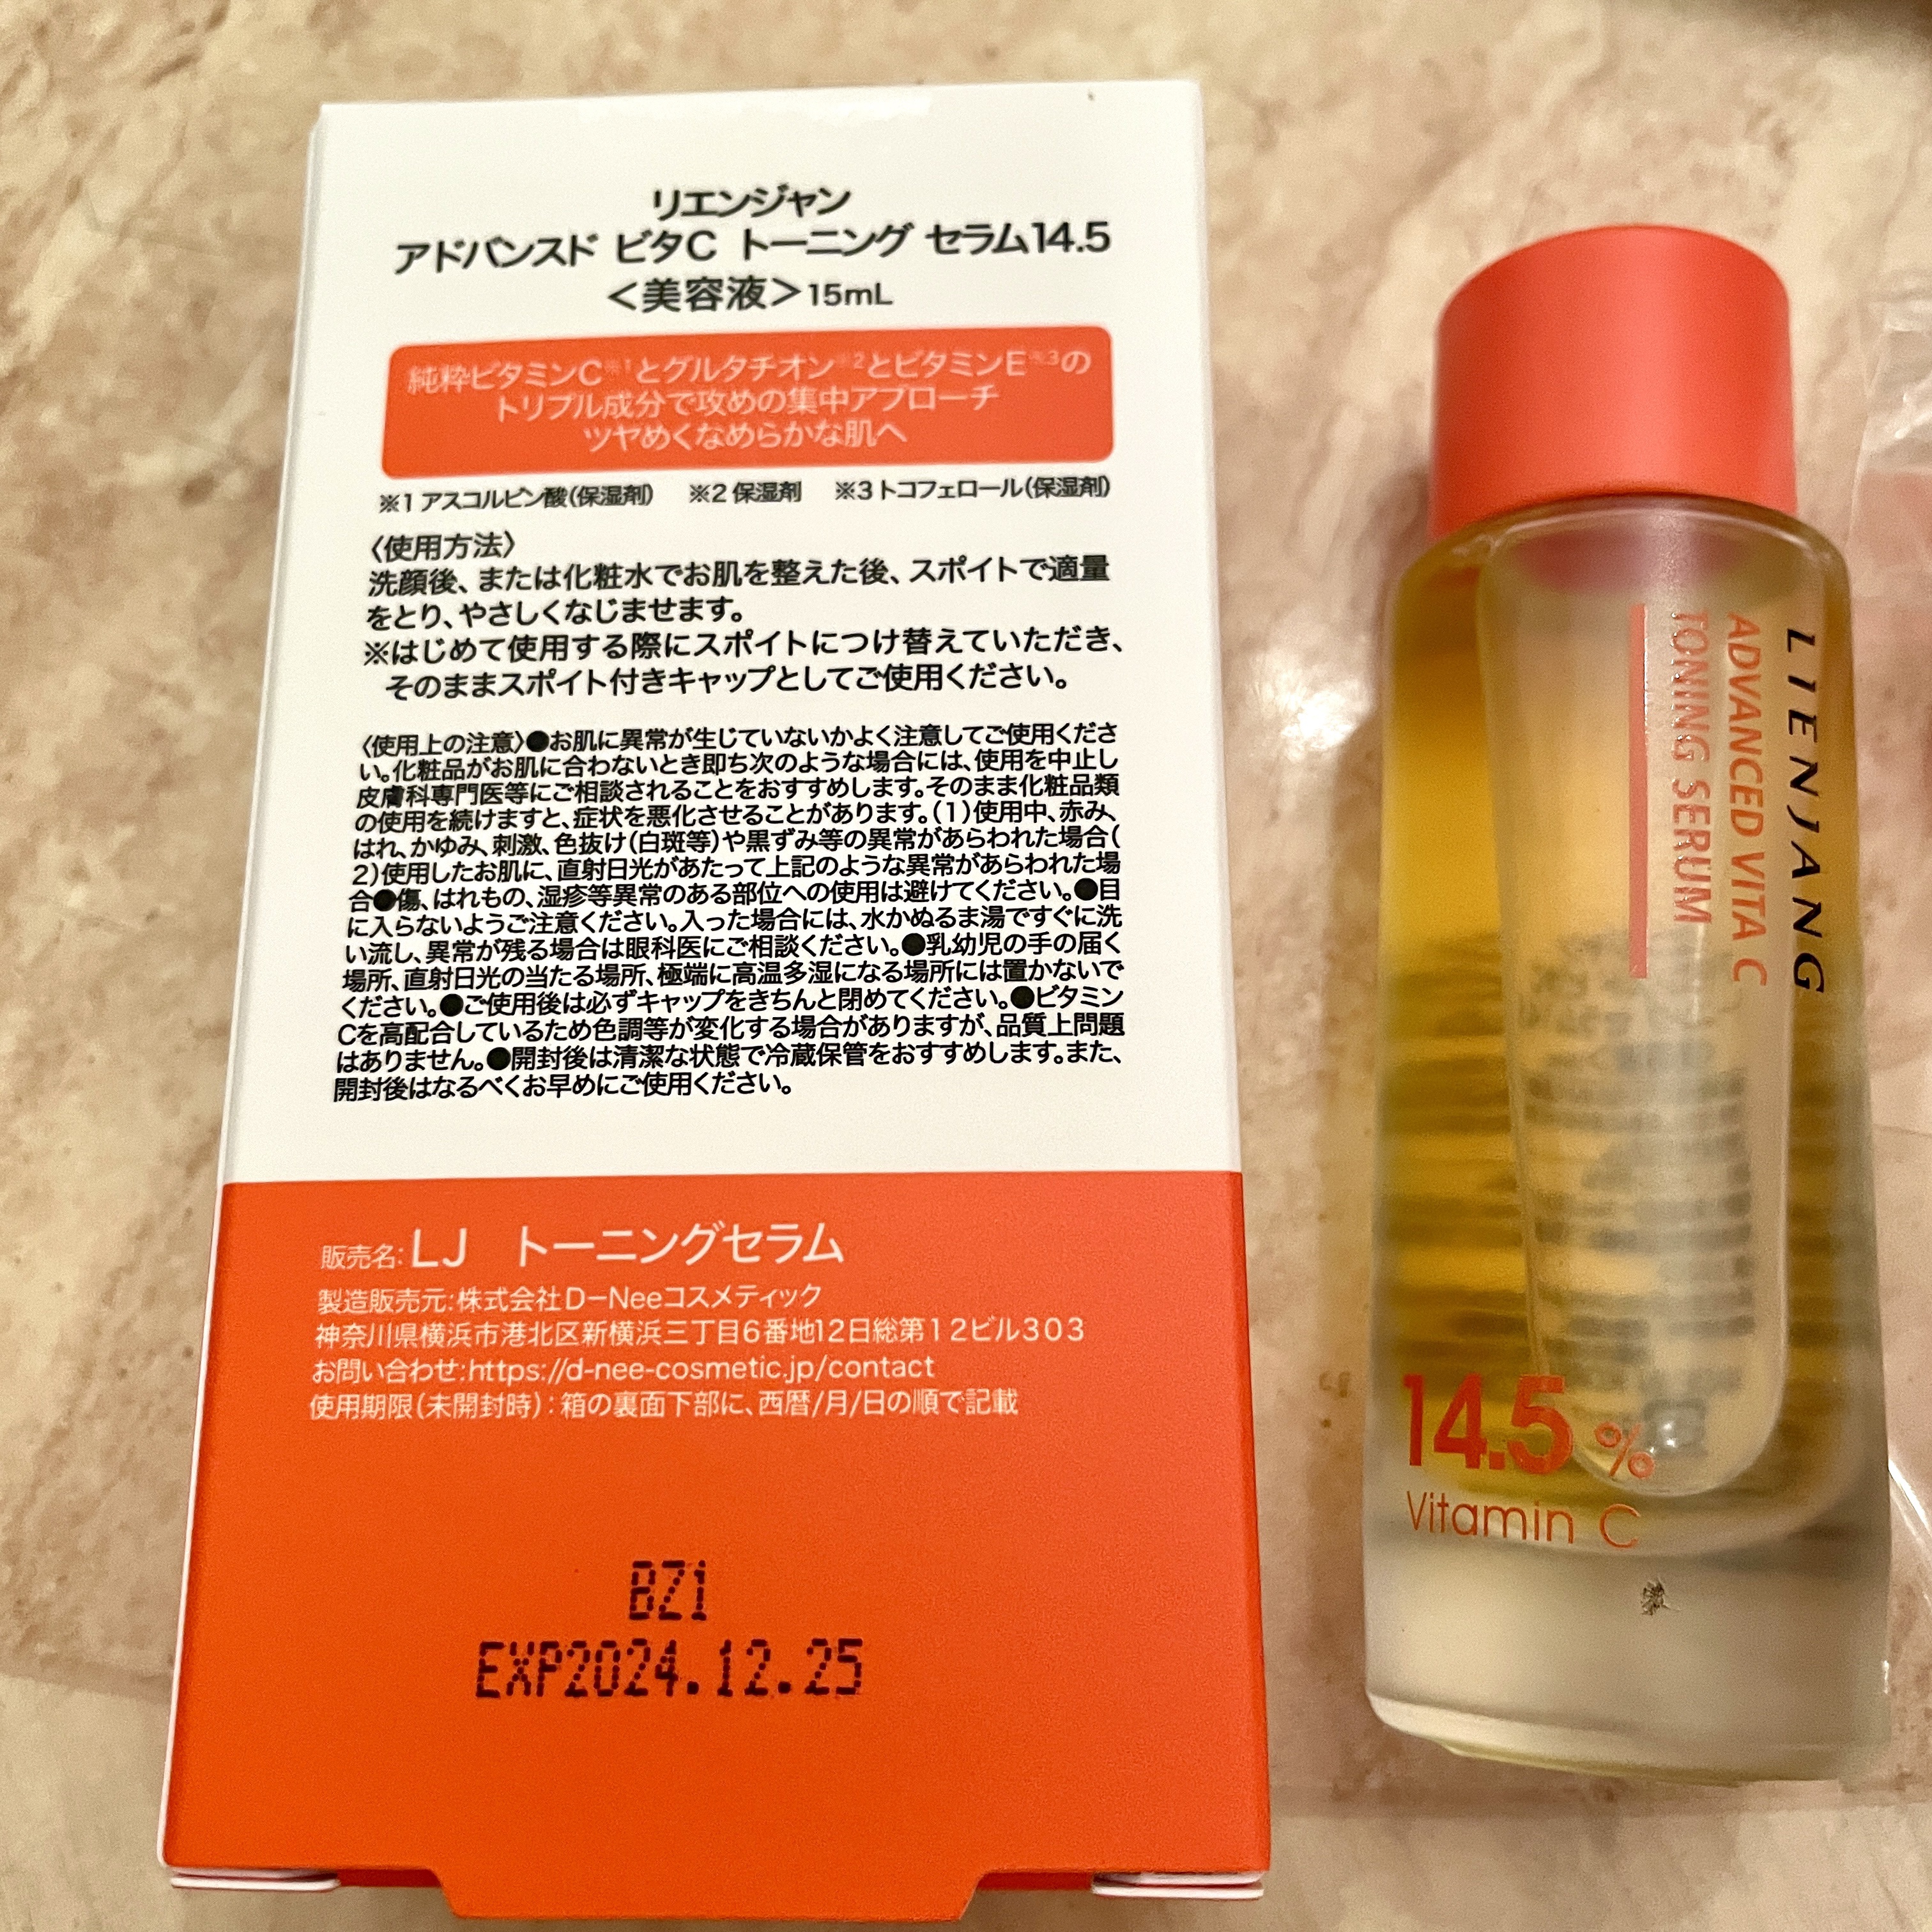 リエンジャン
アドバンスド ビタC トーニング セラム14.5
＜美容液＞15mL
純粋ビタミンC※1とグルタチオン※2とビタミンE※3の
トリプル成分で攻めの集中アプローチ
ツヤめくなめらかな肌へ
※1 アスコルビン酸(保湿剤) ※2 保湿剤 ※3 トコフェロール(保湿剤)
〈使用方法〉
洗顔後、または化粧水でお肌を整えた後、スポイトで適量
をとり、やさしくなじませます。
※はじめて使用する際にスポイトにつけ替えていただき、
そのままスポイト付きキャップとしてご使用ください。
〈使用上の注意〉●お肌に異常が生じていないかよく注意してご使用くださ
い。化粧品がお肌に合わないとき即ち次のような場合には、使用を中止し
皮膚科専門医等にご相談されることをおすすめします。そのまま化粧品類
の使用を続けますと、症状を悪化させることがあります。(1)使用中、赤み、
はれ、かゆみ、刺激、色抜け(白斑等)や黒ずみ等の異常があらわれた場合(
2)使用したお肌に、直射日光があたって上記のような異常があらわれた場
合●傷、はれもの、湿疹等異常のある部位への使用は避けてください。●目
に入らないようご注意ください。入った場合には、水かぬるま湯ですぐに洗
い流し、異常が残る場合は眼科医にご相談ください。●乳幼児の手の届く
場所、直射日光の当たる場所、極端に高温多湿になる場所には置かないで
ください。●ご使用後は必ずキャップをきちんと閉めてください。●ビタミン
Cを高配合しているため色調等が変化する場合がありますが、品質上問題
はありません。●開封後は清潔な状態で冷蔵保管をおすすめします。また、
開封後はなるべくお早めにご使用ください。
販売名:LJ トーニングセラム
製造販売元:株式会社D-Neeコスメティック
神奈川県横浜市港北区新横浜三丁目6番地12日総第12ビル303
お問い合わせ:https://d-nee-cosmetic.jp/contact
使用期限(未開封時):箱の裏面下部に、西暦/月/日の順で記載
BZ1
EXP2024.12.25
LIENJANG
ADVANCED VITA C
TONING SERUM
14.5 %
Vitamin C